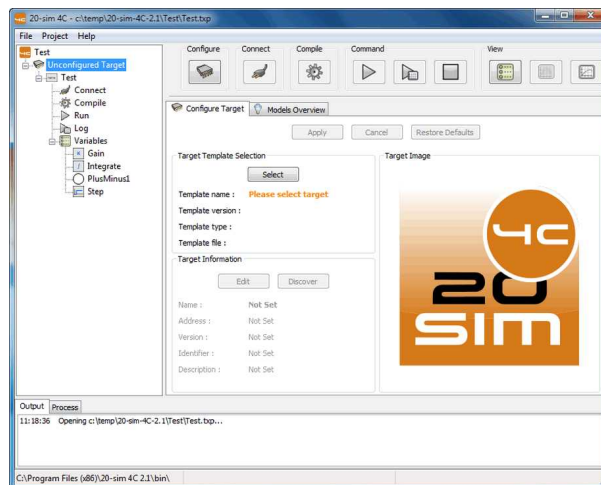 20-sim 4C - c:\temp\20-sim-4C-2.1\Test\Test.txp
File Project Help
Test
Unconfigured Target
Test
Connect
Compile
Run
Log
Variables
Gain
Integrate
PlusMinus1
Step
Configure Connect Compile Command View
Configure Target Models Overview
Apply Cancel Restore Defaults
Target Template Selection
Select
Template name : Please select target
Template version :
Template type :
Template file :
Target Information
Edit Discover
Name : Not Set
Address : Not Set
Version : Not Set
Identifier : Not Set
Description : Not Set
Target Image
4C
20
SIM
Output Process
11:18:36 Opening c:\temp\20-sim-4C-2.1\Test\Test.txp...
C:\Program Files (x86)\20-sim 4C 2.1\bin\